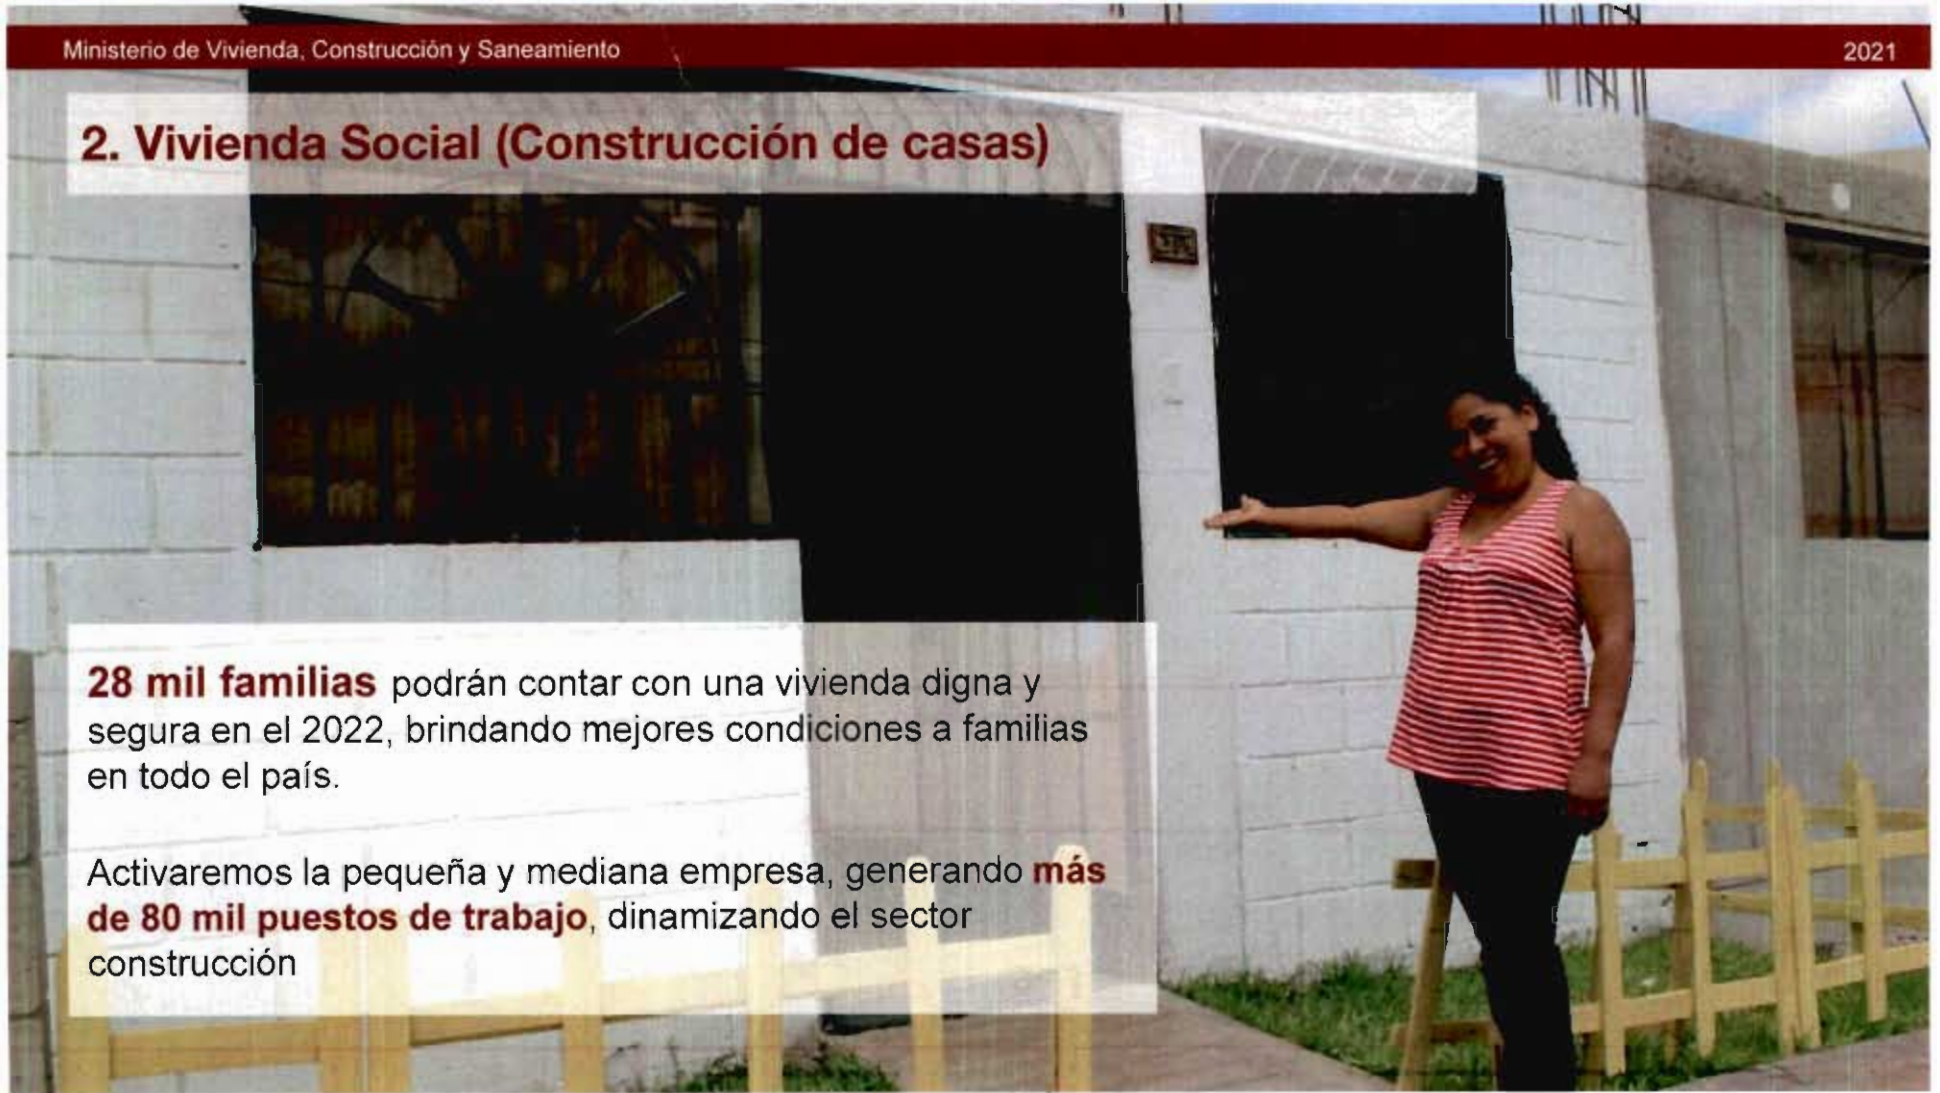 Ministerio de Vivienda, Construcción y Saneamiento
2021
2. Vivienda Social (Construcción de casas)
28 mil familias podrán contar con una vivienda digna y
segura en el 2022, brindando mejores condiciones a familias
en todo el país.
Activaremos la pequeña y mediana empresa, generando más
de 80 mil puestos de trabajo, dinamizando el sector
construcción